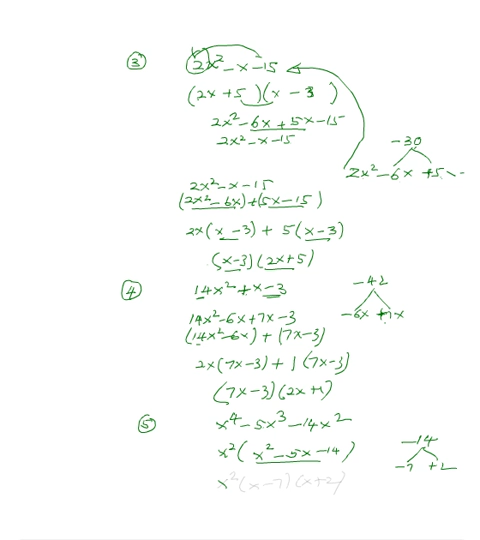 ③ 2x² - x - 15
(2x + 5)(x - 3)
2x² - 6x + 5x - 15
2x² - x - 15
-30
2x² - 6x + 5x -
2x² - x - 15
(2x² - 6x) + (5x - 15)
2x(x - 3) + 5(x - 3)
(x - 3)(2x + 5)
④ 14x² + x - 3
-42
-6x +7x
14x² - 6x + 7x - 3
(14x² - 6x) + (7x - 3)
2x(7x - 3) + 1(7x - 3)
(7x - 3)(2x + 1)
⑤ x⁴ - 5x³ - 14x²
x²(x² - 5x - 14)
-14
-7 +2
x²(x - 7)(x + 2)